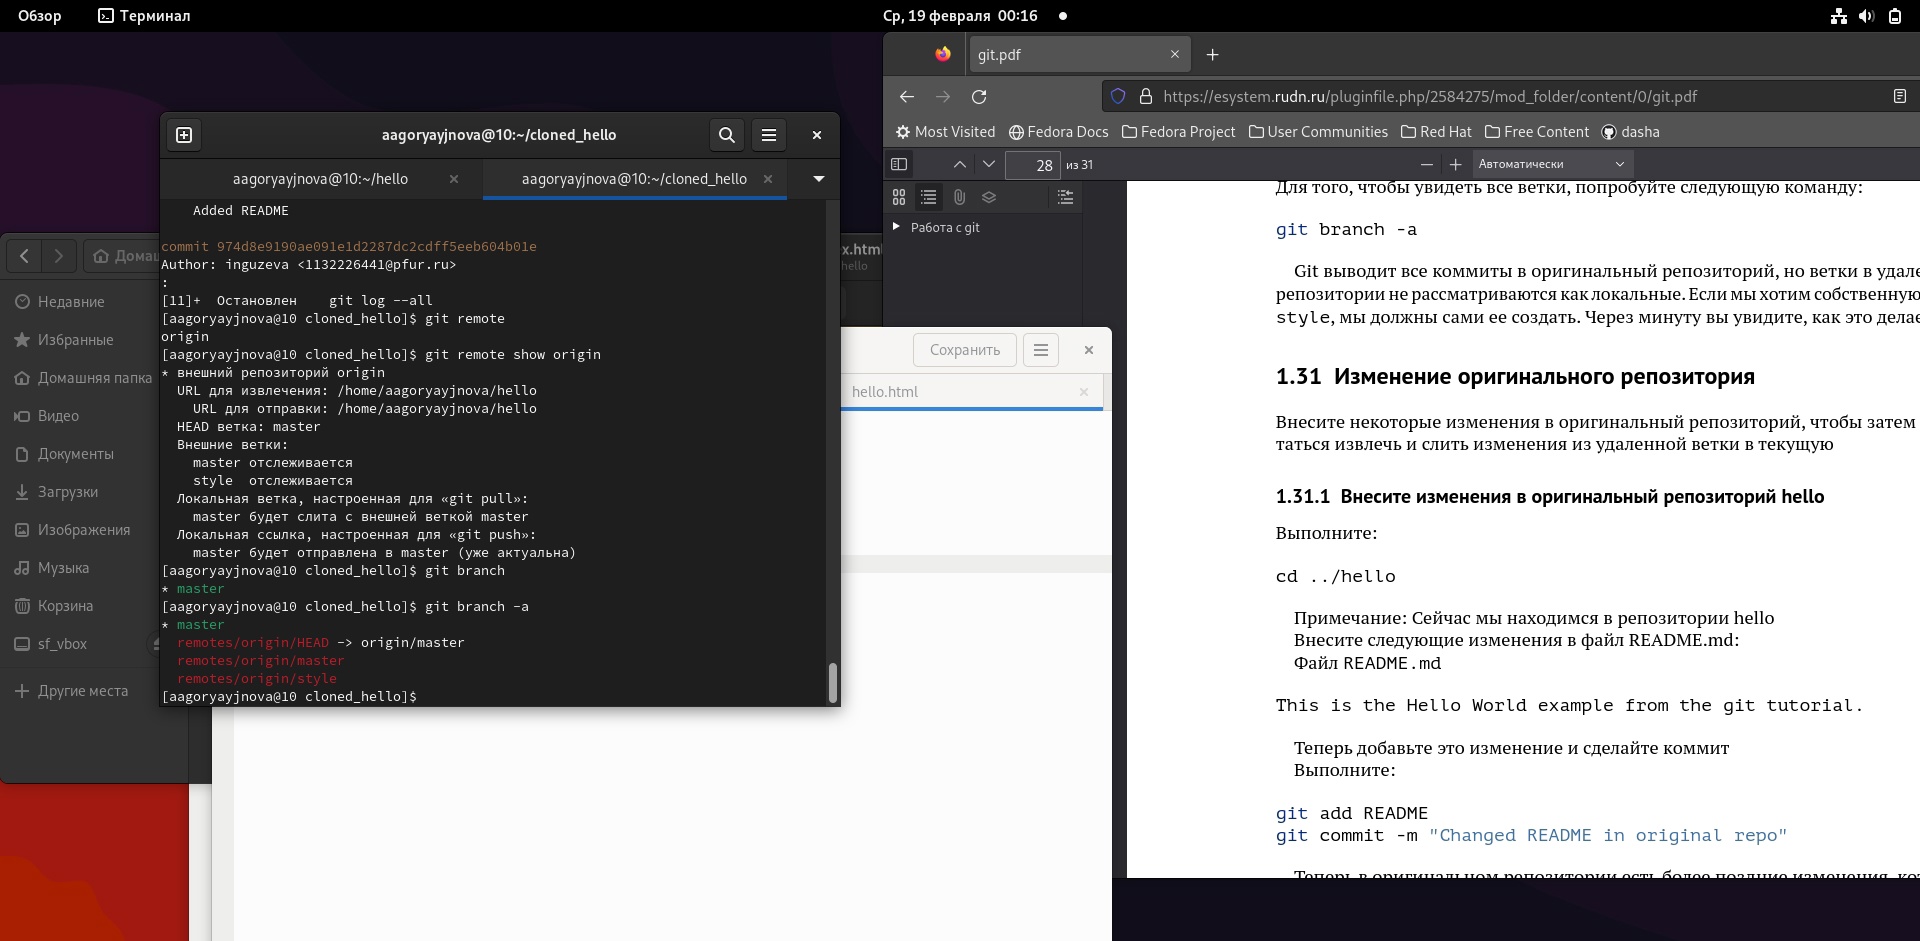 Обзор
Терминал
Ср, 19 февраля 00:16
git.pdf
https://esystem.rudn.ru/pluginfile.php/2584275/mod_folder/content/0/git.pdf
Most Visited
Fedora Docs
Fedora Project
User Communities
Red Hat
Free Content
dasha
28 из 31
Автоматически
Работа с git
aagoryayjnova@10:~/cloned_hello
aagoryayjnova@10:~/hello
aagoryayjnova@10:~/cloned_hello
Added README
commit 974d8e9190ae091e1d2287dc2cdff5eeb604b01e
Author: inguzeva <1132226441@pfur.ru>
:
[11]+  Остановлен    git log --all
[aagoryayjnova@10 cloned_hello]$ git remote
origin
[aagoryayjnova@10 cloned_hello]$ git remote show origin
* внешний репозиторий origin
URL для извлечения: /home/aagoryayjnova/hello
URL для отправки: /home/aagoryayjnova/hello
HEAD ветка: master
Внешние ветки:
master отслеживается
style  отслеживается
Локальная ветка, настроенная для «git pull»:
master будет слита с внешней веткой master
Локальная ссылка, настроенная для «git push»:
master будет отправлена в master (уже актуальна)
[aagoryayjnova@10 cloned_hello]$ git branch
* master
[aagoryayjnova@10 cloned_hello]$ git branch -a
* master
remotes/origin/HEAD -> origin/master
remotes/origin/master
remotes/origin/style
[aagoryayjnova@10 cloned_hello]$
Недавние
Избранные
Домашняя папка
Видео
Документы
Загрузки
Изображения
Музыка
Корзина
sf_vbox
Другие места
hello
Сохранить
hello.html
Для того, чтобы увидеть все ветки, попробуйте следующую команду:
git branch -a
Git выводит все коммиты в оригинальный репозиторий, но ветки в
репозитории не рассматриваются как локальные. Если мы хотим собственную
style, мы должны сами ее создать. Через минуту вы увидите, как это
1.31 Изменение оригинального репозитория
Внесите некоторые изменения в оригинальный репозиторий, чтобы затем
таться извлечь и слить изменения из удаленной ветки в текущую
1.31.1 Внесите изменения в оригинальный репозиторий hello
Выполните:
cd ../hello
Примечание: Сейчас мы находимся в репозитории hello
Внесите следующие изменения в файл README.md:
Файл README.md
This is the Hello World example from the git tutorial.
Теперь добавьте это изменение и сделайте коммит
Выполните:
git add README
git commit -m "Changed README in original repo"
Теперь в оригинальном репозитории есть более поздние изменения,